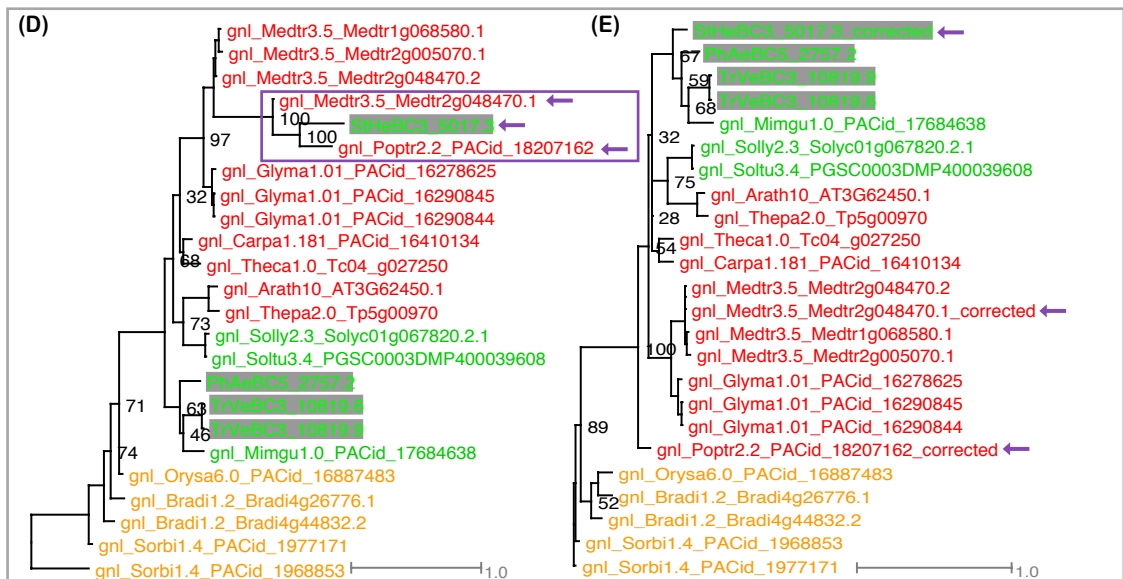 (D)
gnl_Medtr3.5_Medtr1g068580.1
gnl_Medtr3.5_Medtr2g005070.1
gnl_Medtr3.5_Medtr2g048470.2
gnl_Medtr3.5_Medtr2g048470.1
100
StHeBC3_5017.3
100
gnl_Poptr2.2_PACid_18207162
97
gnl_Glyma1.01_PACid_16278625
32
gnl_Glyma1.01_PACid_16290845
gnl_Glyma1.01_PACid_16290844
gnl_Carpa1.181_PACid_16410134
68
gnl_Theca1.0_Tc04_g027250
gnl_Arath10_AT3G62450.1
gnl_Thepa2.0_Tp5g00970
73
gnl_Solly2.3_Solyc01g067820.2.1
gnl_Soltu3.4_PGSC0003DMP400039608
PhAeBC5_2757.2
71
63
TrVeBC3_10819.6
46
TrVeBC3_10819.9
74
gnl_Mimgu1.0_PACid_17684638
gnl_Orysa6.0_PACid_16887483
gnl_Bradi1.2_Bradi4g26776.1
gnl_Bradi1.2_Bradi4g44832.2
gnl_Sorbi1.4_PACid_1977171
gnl_Sorbi1.4_PACid_1968853
1.0
(E)
StHeBC3_5017.3_corrected
67
PhAeBC5_2757.2
59
TrVeBC3_10819.9
68
TrVeBC3_10819.6
gnl_Mimgu1.0_PACid_17684638
32
gnl_Solly2.3_Solyc01g067820.2.1
gnl_Soltu3.4_PGSC0003DMP400039608
75
gnl_Arath10_AT3G62450.1
28
gnl_Thepa2.0_Tp5g00970
gnl_Theca1.0_Tc04_g027250
54
gnl_Carpa1.181_PACid_16410134
gnl_Medtr3.5_Medtr2g048470.2
gnl_Medtr3.5_Medtr2g048470.1_corrected
gnl_Medtr3.5_Medtr1g068580.1
100
gnl_Medtr3.5_Medtr2g005070.1
gnl_Glyma1.01_PACid_16278625
gnl_Glyma1.01_PACid_16290845
89
gnl_Glyma1.01_PACid_16290844
gnl_Poptr2.2_PACid_18207162_corrected
gnl_Orysa6.0_PACid_16887483
52
gnl_Bradi1.2_Bradi4g26776.1
gnl_Bradi1.2_Bradi4g44832.2
gnl_Sorbi1.4_PACid_1968853
gnl_Sorbi1.4_PACid_1977171
1.0